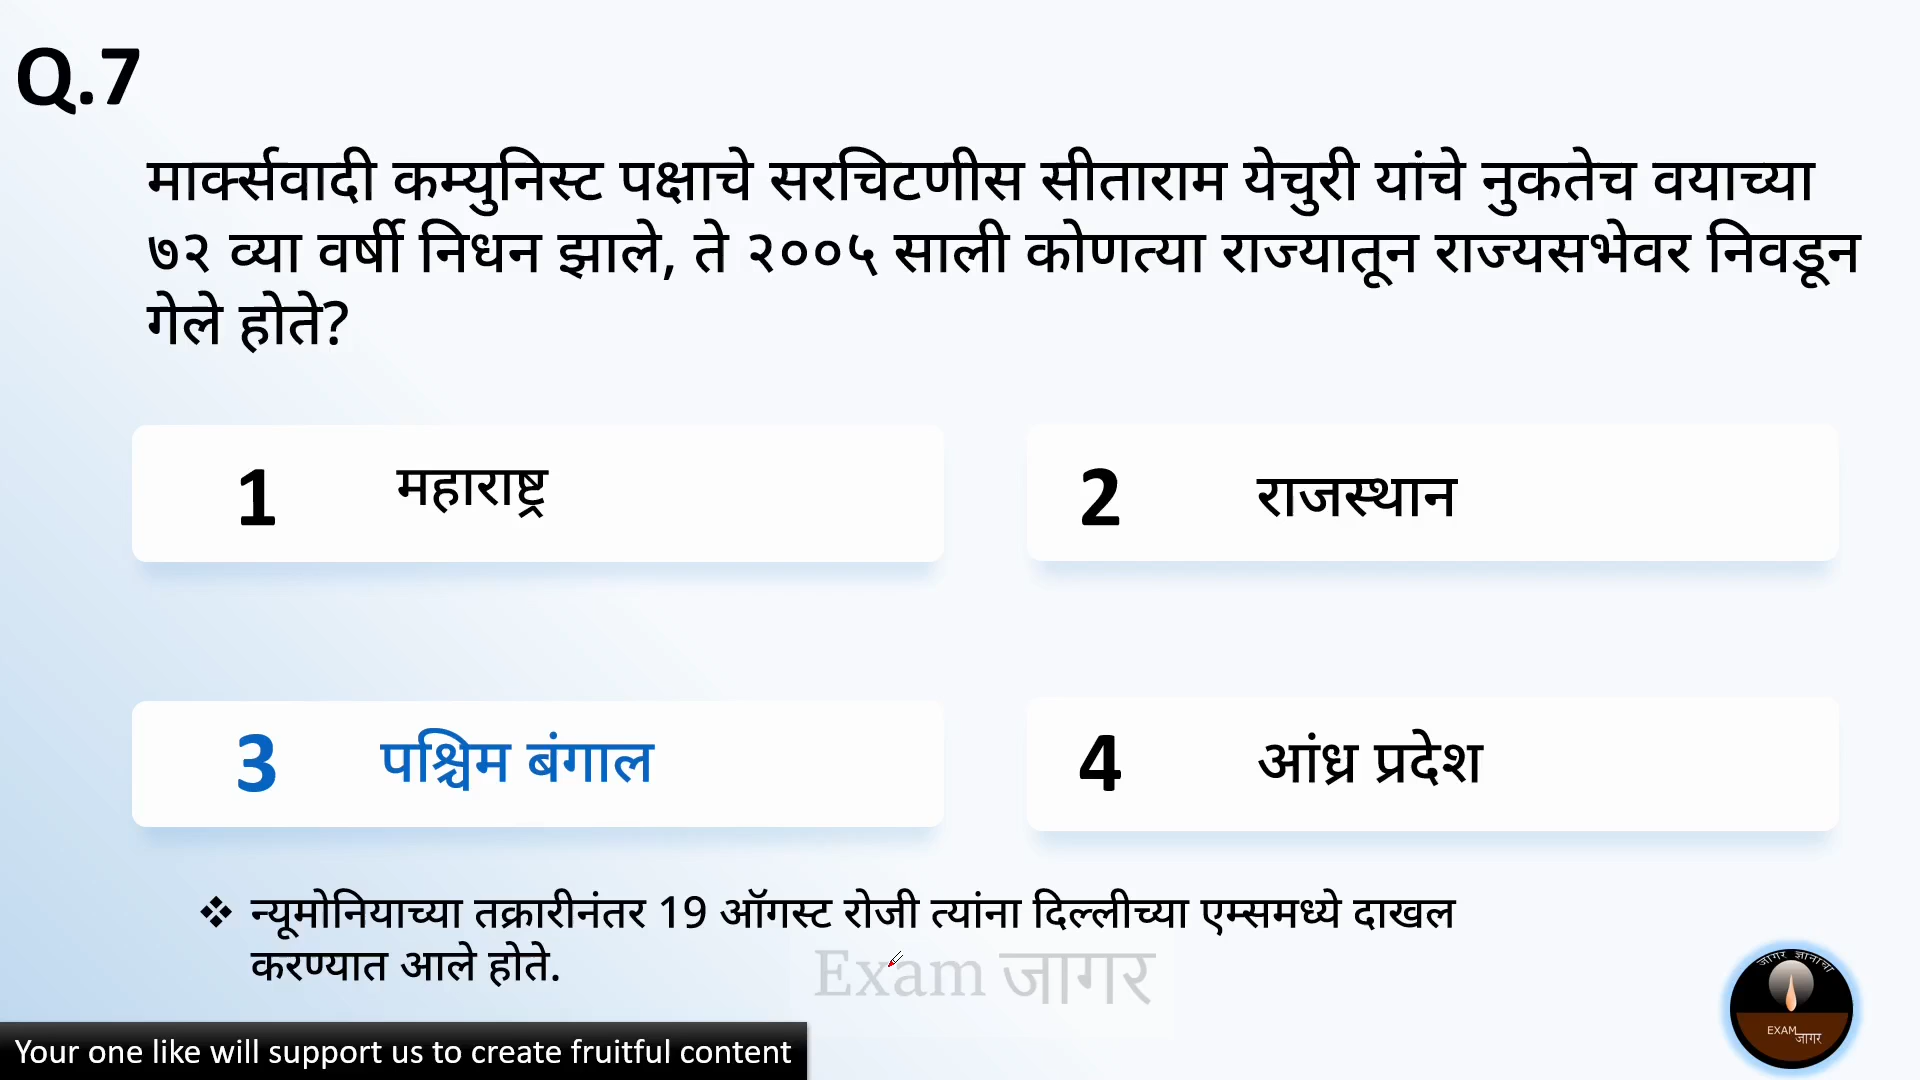 Q.7
मार्क्सवादी कम्युनिस्ट पक्षाचे सरचिटणीस सीताराम येचुरी यांचे नुकतेच वयाच्या
७२ व्या वर्षी निधन झाले, ते २००५ साली कोणत्या राज्यातून राज्यसभेवर निवडून
गेले होते?
1 महाराष्ट्र
2 राजस्थान
3 पश्चिम बंगाल
4 आंध्र प्रदेश
❖ न्यूमोनियाच्या तक्रारीनंतर 19 ऑगस्ट रोजी त्यांना दिल्लीच्या एम्समध्ये दाखल
करण्यात आले होते.
Exam जागर
जागर ज्ञानाचा
EXAM
जागर
Your one like will support us to create fruitful content